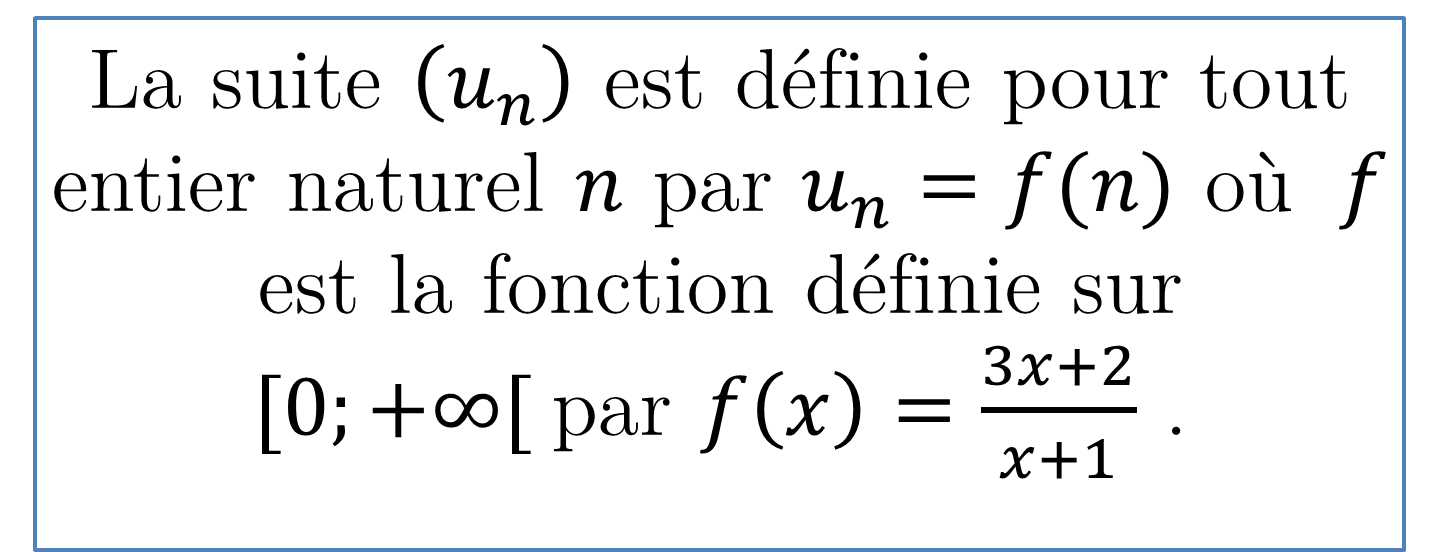 La suite (uₙ) est définie pour tout
entier naturel n par uₙ = f(n) où f
est la fonction définie sur
[0; +∞[ par f(x) = (3x+2)/(x+1) .